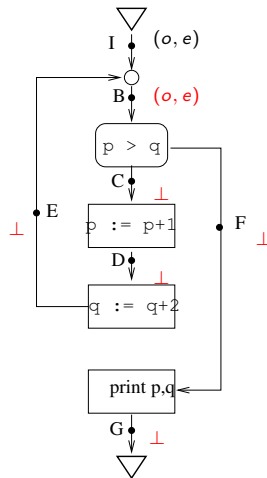 I (o, e)
B (o, e)
p > q
C
⊥
p := p+1
E
F
⊥
⊥
D
⊥
q := q+2
print p,q
G
⊥